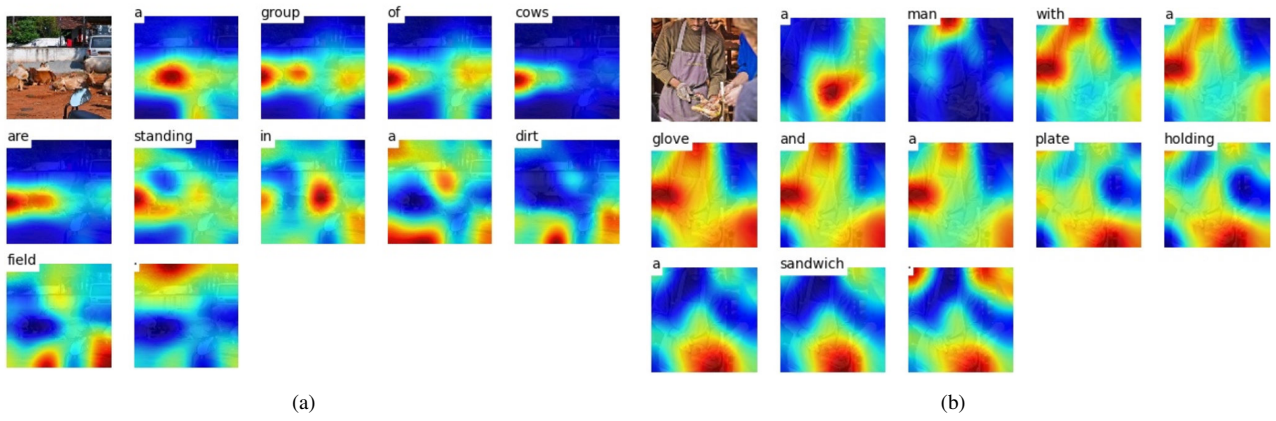 a group of cows
are standing in a dirt
field .
(a)
a man with a
glove and a plate holding
a sandwich .
(b)